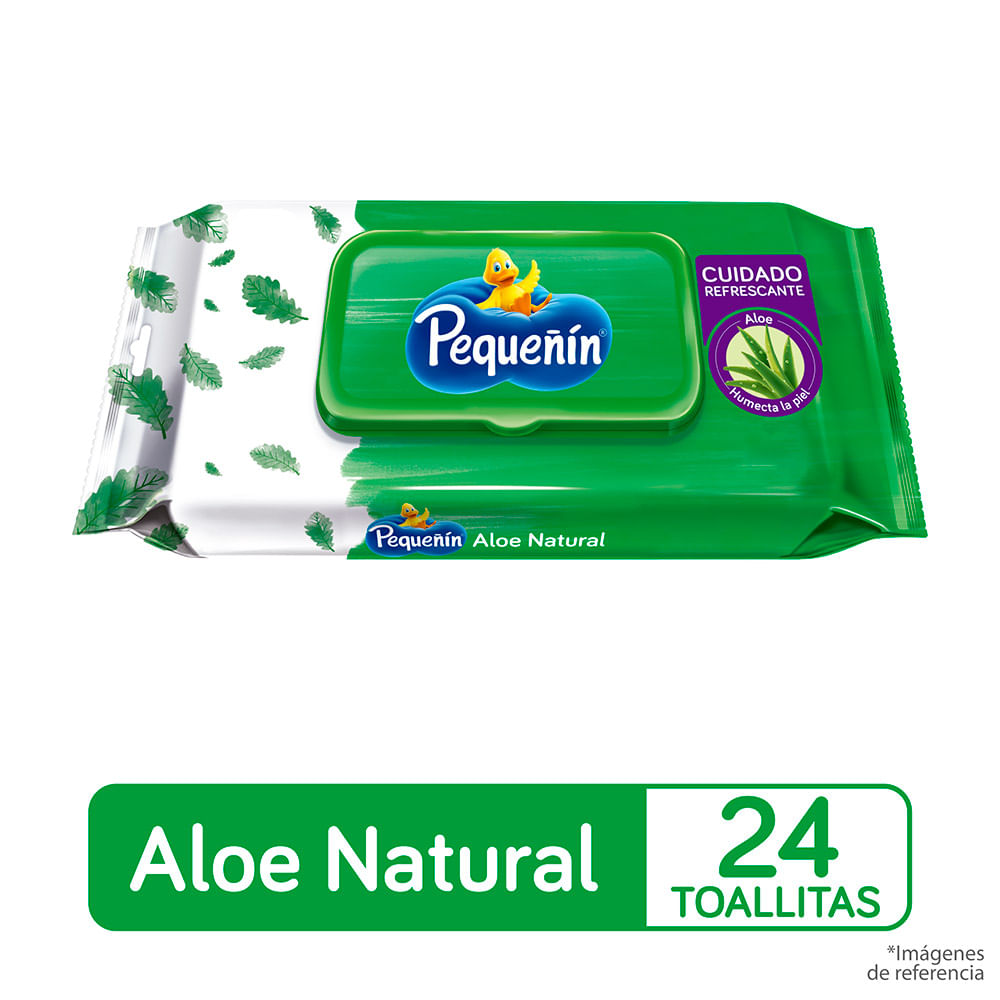 Pequeñín®
CUIDADO
REFRESCANTE
Aloe
Humecta la piel
Pequeñín Aloe Natural
Aloe Natural
24
TOALLITAS
*Imágenes
de referencia